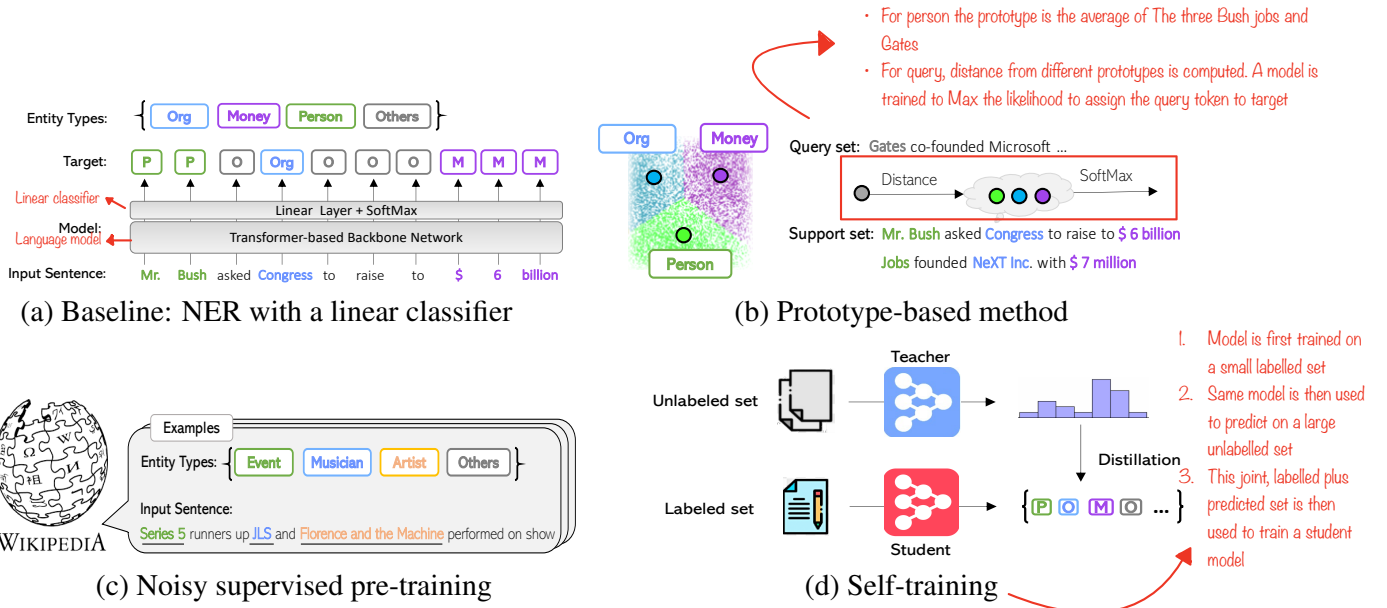 • For person the prototype is the average of The three Bush jobs and
Gates
• For query, distance from different prototypes is computed. A model is
trained to Max the likelihood to assign the query token to target
Entity Types: { Org Money Person Others }
Target: P P O Org O O O M M M
Linear classifier
Linear Layer + SoftMax
Model:
Language model
Transformer-based Backbone Network
Input Sentence: Mr. Bush asked Congress to raise to $ 6 billion
(a) Baseline: NER with a linear classifier
Org Money
Person
Query set: Gates co-founded Microsoft ...
Distance SoftMax
Support set: Mr. Bush asked Congress to raise to $ 6 billion
Jobs founded NeXT Inc. with $ 7 million
(b) Prototype-based method
WIKIPEDIA
Examples
Entity Types: { Event Musician Artist Others }
Input Sentence:
Series 5 runners up JLS and Florence and the Machine performed on show
(c) Noisy supervised pre-training
Teacher
Unlabeled set
Distillation
Labeled set
{ P O M O ... }
Student
(d) Self-training
1. Model is first trained on
a small labelled set
2. Same model is then used
to predict on a large
unlabelled set
3. This joint, labelled plus
predicted set is then
used to train a student
model